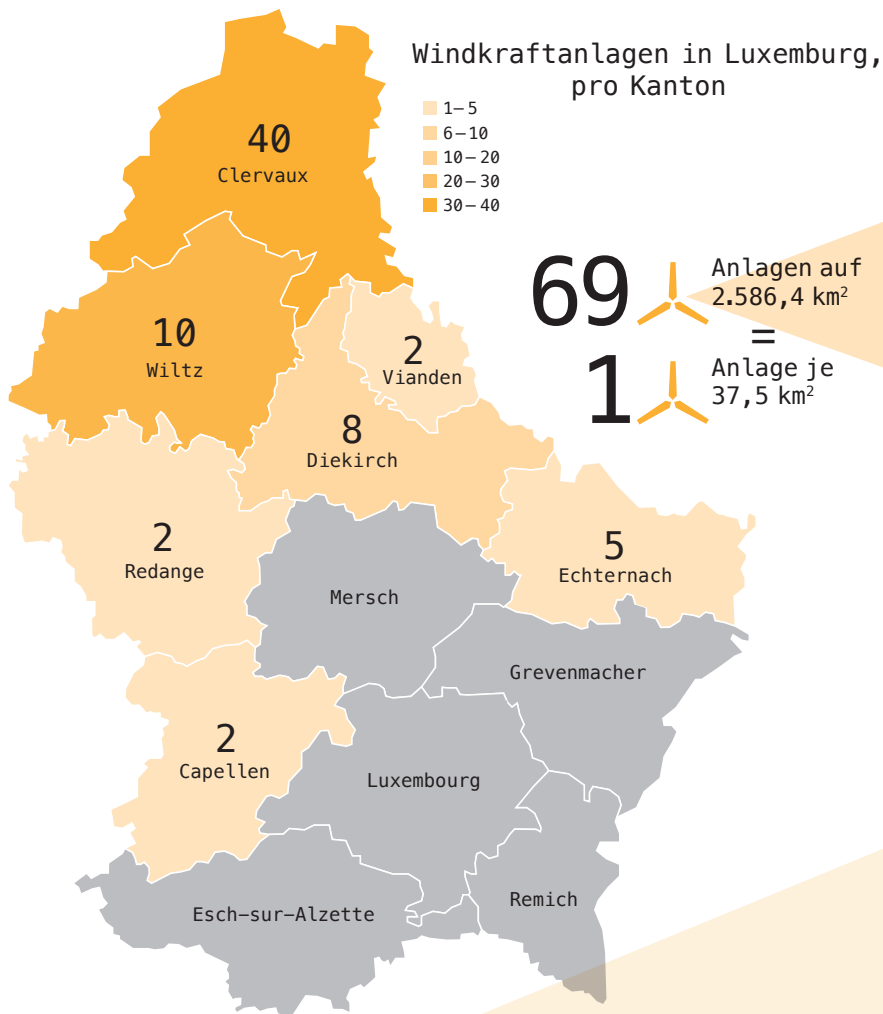 Windkraftanlagen in Luxemburg,
pro Kanton
1–5
6–10
10–20
20–30
30–40
40
Clervaux
69
Anlagen auf
2.586,4 km²
=
1
Anlage je
37,5 km²
10
Wiltz
2
Vianden
8
Diekirch
2
Redange
5
Echternach
Mersch
Grevenmacher
2
Capellen
Luxembourg
Esch-sur-Alzette
Remich